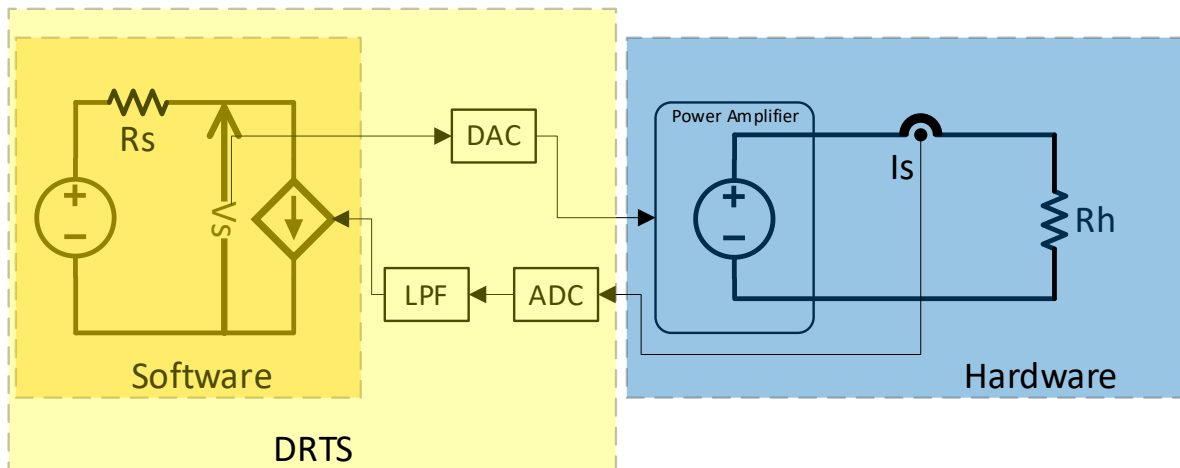 Rs
+
−
Vs
Software
DAC
LPF
ADC
DRTS
Power Amplifier
+
−
Is
Rh
Hardware